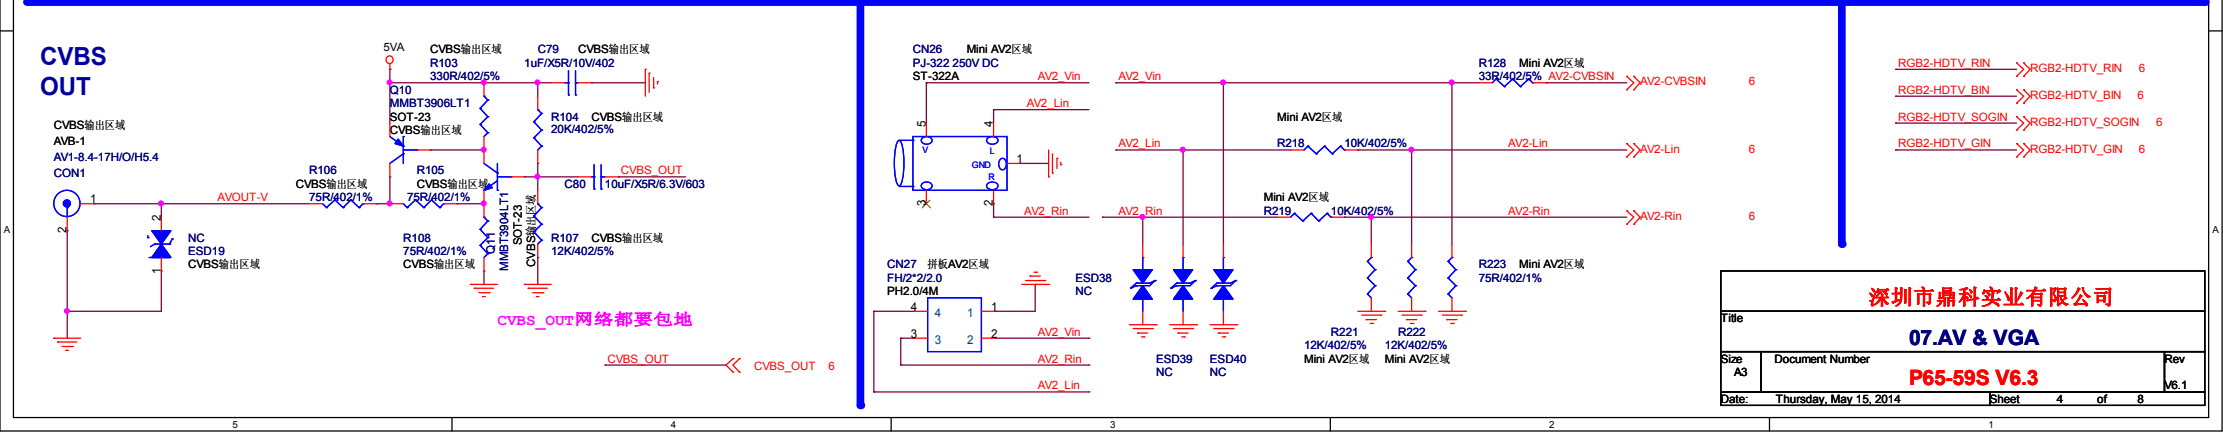 CVBS
OUT
CVBS输出区域
AVB-1
AV1-8.4-17H/O/H5.4
CON1
1
2
AVOUT-V
2
1
NC
ESD19
CVBS输出区域
R106
CVBS输出区域
75R/402/1%
R105
CVBS输出区域
75R/402/1%
R108
75R/402/1%
CVBS输出区域
5VA
CVBS输出区域
R103
330R/402/5%
Q10
MMBT3906LT1
SOT-23
CVBS输出区域
C79 CVBS输出区域
1uF/X5R/10V/402
R104 CVBS输出区域
20K/402/5%
C80 10uF/X5R/6.3V/603
CVBS_OUT
Q11
MMBT3904LT1
SOT-23
CVBS输出区域
R107 CVBS输出区域
12K/402/5%
CVBS_OUT网络都要包地
CVBS_OUT
CVBS_OUT 6
CN26 Mini AV2区域
PJ-322 250V DC
ST-322A
AV2_Vin
AV2_Lin
5
4
V
L
GND
1
R
3
2
AV2_Rin
CN27 拼板AV2区域
FH/2*2/2.0
PH2.0/4M
4
4
1
1
3
3
2
2
AV2_Vin
AV2_Rin
AV2_Lin
AV2_Vin
R128 Mini AV2区域
33R/402/5%
AV2-CVBSIN
AV2-CVBSIN 6
Mini AV2区域
AV2_Lin
R218 10K/402/5%
AV2-Lin
AV2-Lin 6
Mini AV2区域
AV2_Rin
R219 10K/402/5%
AV2-Rin
AV2-Rin 6
ESD38
NC
ESD39
NC
ESD40
NC
R221
12K/402/5%
Mini AV2区域
R222
12K/402/5%
Mini AV2区域
R223 Mini AV2区域
75R/402/1%
RGB2-HDTV_RIN RGB2-HDTV_RIN 6
RGB2-HDTV_BIN RGB2-HDTV_BIN 6
RGB2-HDTV_SOGIN RGB2-HDTV_SOGIN 6
RGB2-HDTV_GIN RGB2-HDTV_GIN 6
深圳市鼎科实业有限公司
Title
07.AV & VGA
Size
A3
Document Number
P65-59S V6.3
Rev
V6.1
Date: Thursday, May 15, 2014 Sheet 4 of 8
A
A
5 4 3 2 1